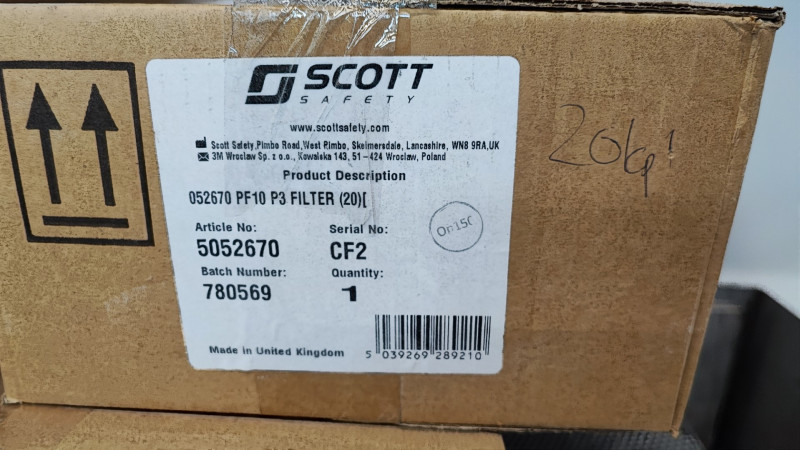 SCOTT
SAFETY
www.scottsafety.com
Scott Safety,Pimbo Road,West Pimbo, Skelmersdale, Lancashire, WN8 9RA,UK
3M Wroclaw Sp. z o.o., Kowalska 143, 51-424 Wroclaw, Poland
Product Description
052670 PF10 P3 FILTER (20)[
Article No: Serial No:
5052670 CF2
Batch Number: Quantity:
780569 1
Made in United Kingdom
5 039269 289210